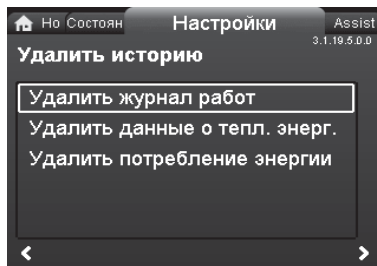 Но Состоян Настройки Assist
3.1.19.5.0.0
Удалить историю
Удалить журнал работ
Удалить данные о тепл. энерг.
Удалить потребление энергии